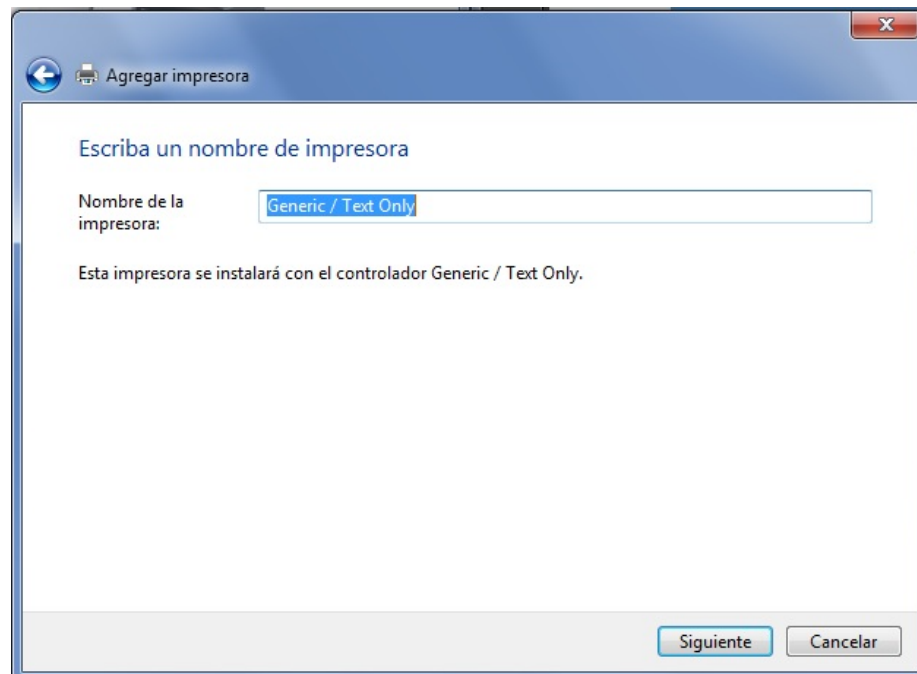 Agregar impresora
Escriba un nombre de impresora
Nombre de la
impresora:
Generic / Text Only
Esta impresora se instalará con el controlador Generic / Text Only.
Siguiente
Cancelar